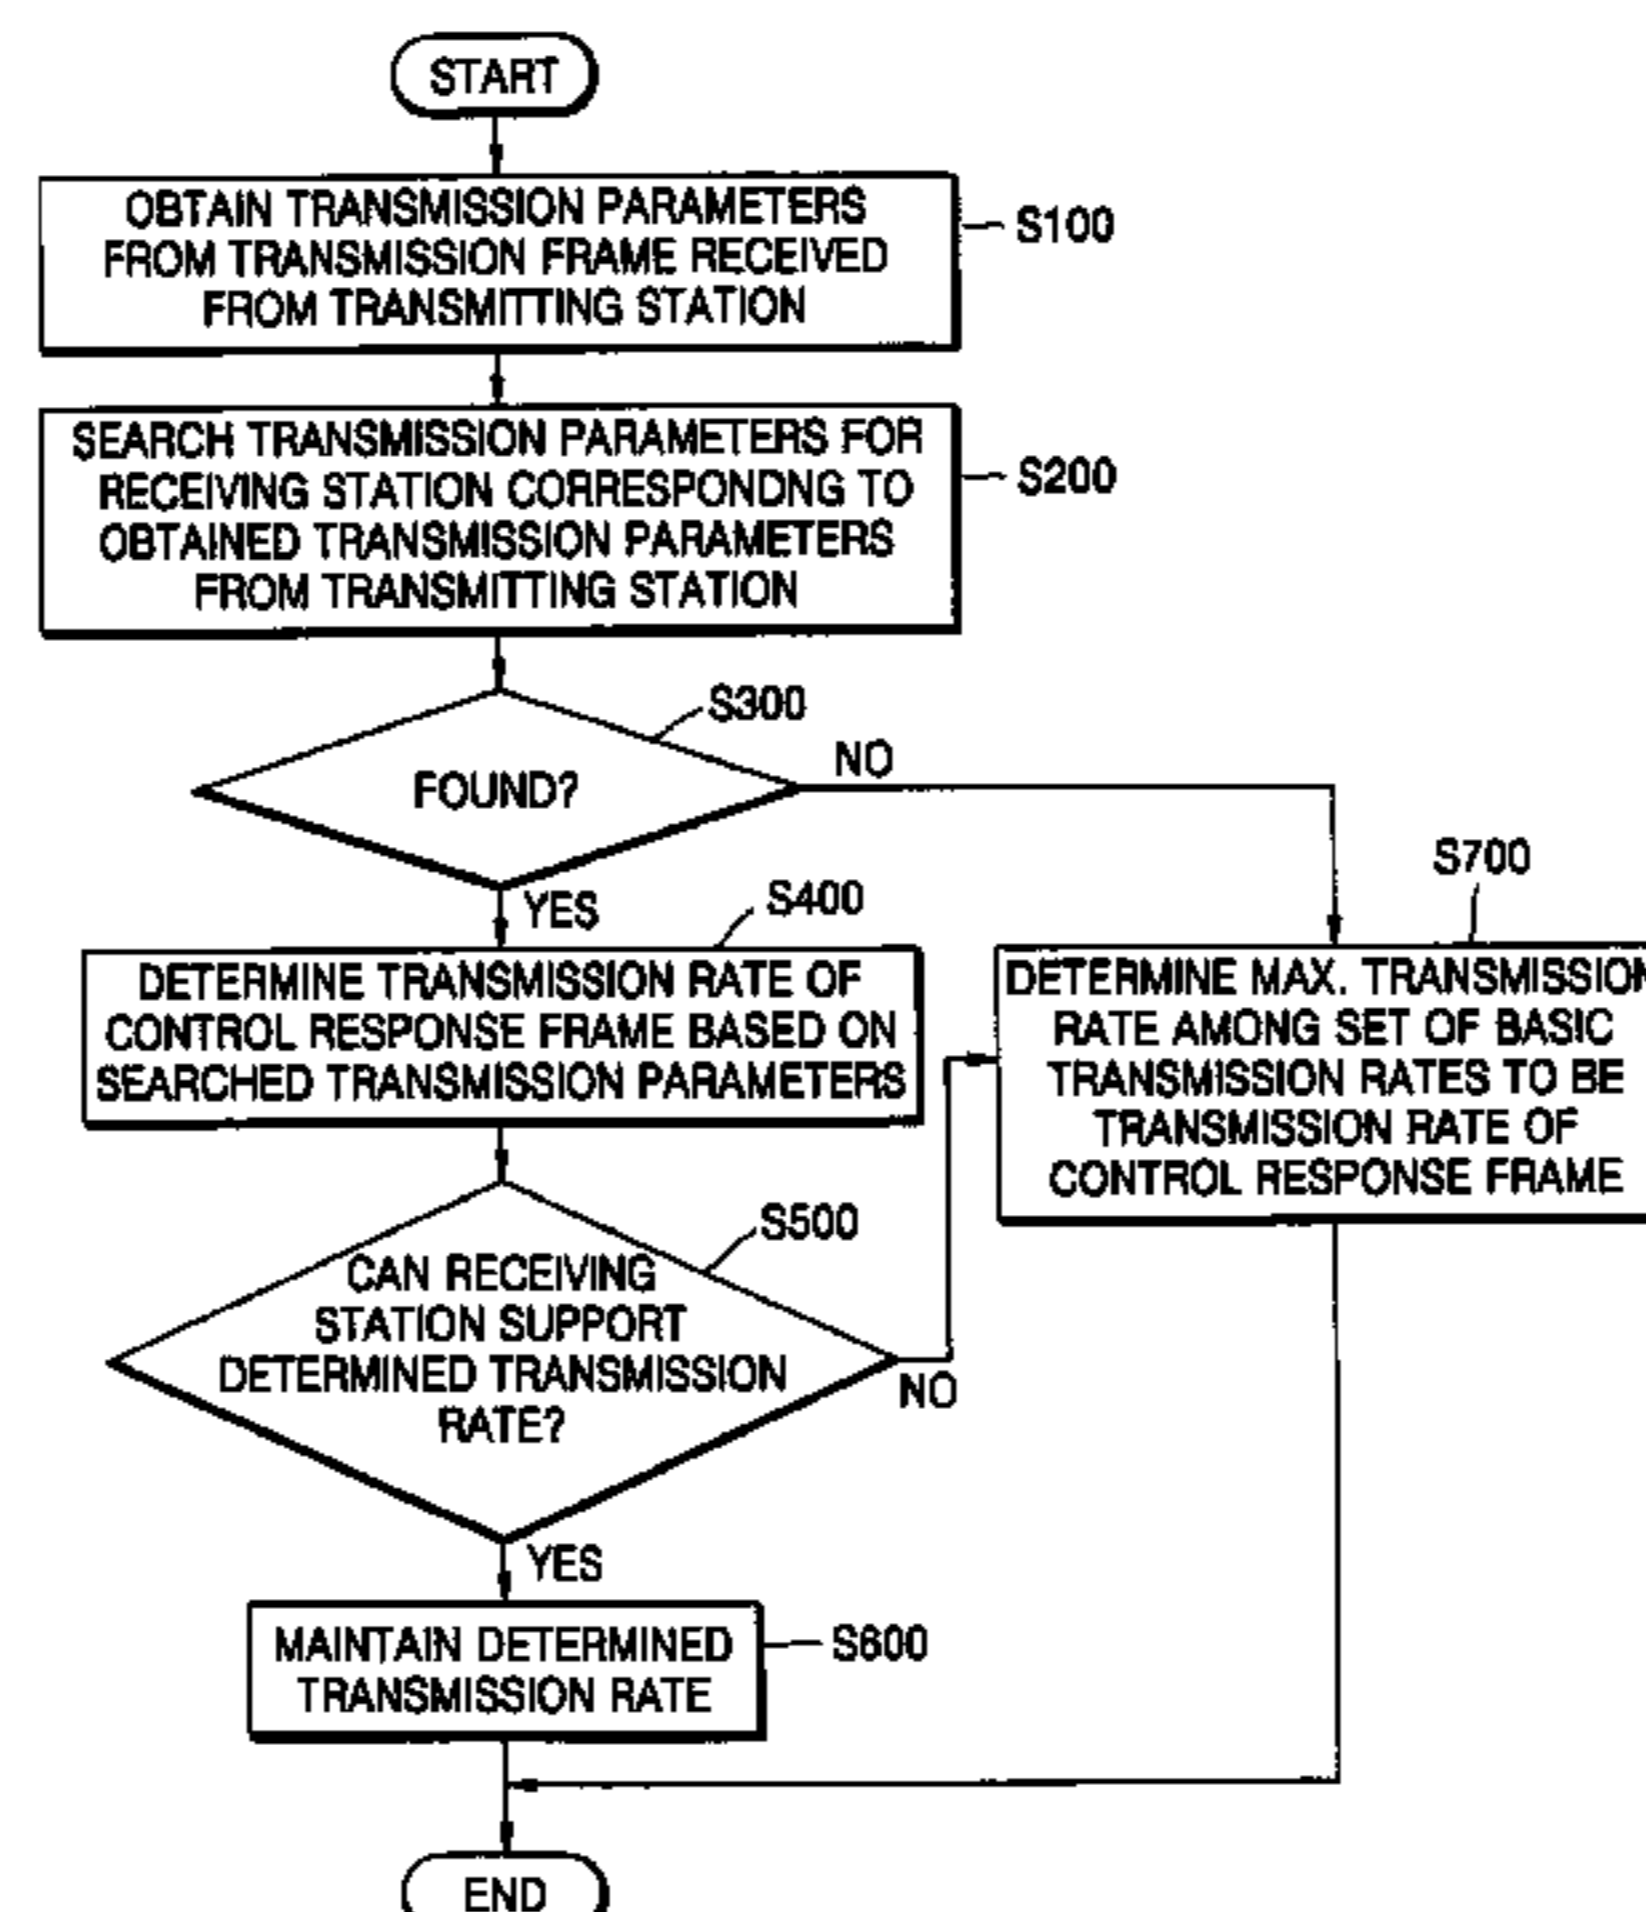 START
OBTAIN TRANSMISSION PARAMETERS
FROM TRANSMISSION FRAME RECEIVED
FROM TRANSMITTING STATION
S100
SEARCH TRANSMISSION PARAMETERS FOR
RECEIVING STATION CORRESPONDNG TO
OBTAINED TRANSMISSION PARAMETERS
FROM TRANSMITTING STATION
S200
S300
FOUND?
NO
YES
S400
DETERMINE TRANSMISSION RATE OF
CONTROL RESPONSE FRAME BASED ON
SEARCHED TRANSMISSION PARAMETERS
S700
DETERMINE MAX. TRANSMISSION
RATE AMONG SET OF BASIC
TRANSMISSION RATES TO BE
TRANSMISSION RATE OF
CONTROL RESPONSE FRAME
S500
CAN RECEIVING
STATION SUPPORT
DETERMINED TRANSMISSION
RATE?
NO
YES
MAINTAIN DETERMINED
TRANSMISSION RATE
S600
END